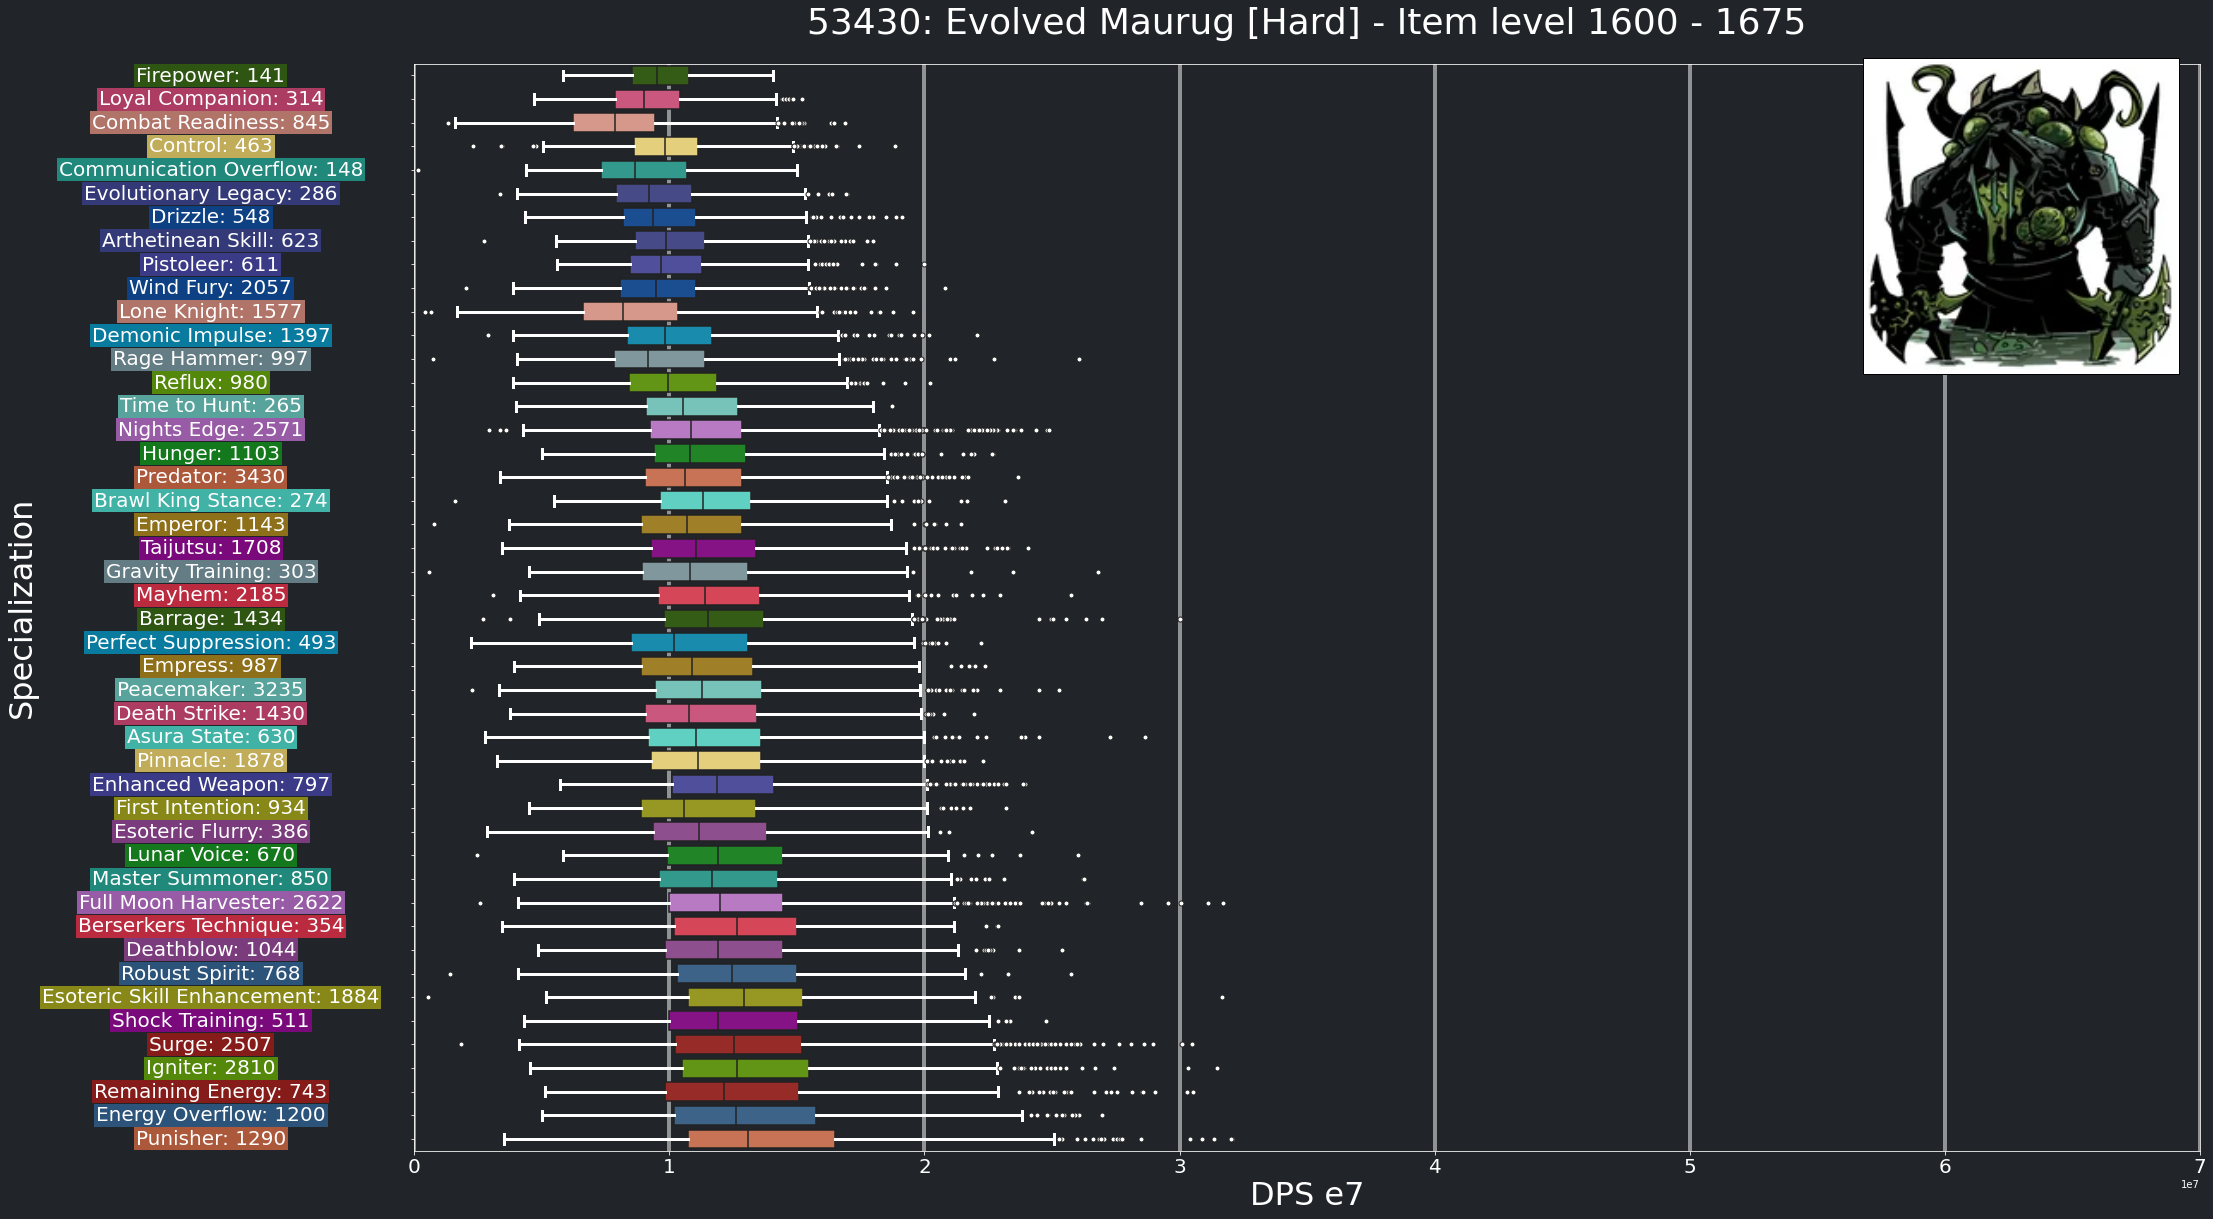 53430: Evolved Maurug [Hard] - Item level 1600 - 1675
Specialization
Firepower: 141
Loyal Companion: 314
Combat Readiness: 845
Control: 463
Communication Overflow: 148
Evolutionary Legacy: 286
Drizzle: 548
Arthetinean Skill: 623
Pistoleer: 611
Wind Fury: 2057
Lone Knight: 1577
Demonic Impulse: 1397
Rage Hammer: 997
Reflux: 980
Time to Hunt: 265
Nights Edge: 2571
Hunger: 1103
Predator: 3430
Brawl King Stance: 274
Emperor: 1143
Taijutsu: 1708
Gravity Training: 303
Mayhem: 2185
Barrage: 1434
Perfect Suppression: 493
Empress: 987
Peacemaker: 3235
Death Strike: 1430
Asura State: 630
Pinnacle: 1878
Enhanced Weapon: 797
First Intention: 934
Esoteric Flurry: 386
Lunar Voice: 670
Master Summoner: 850
Full Moon Harvester: 2622
Berserkers Technique: 354
Deathblow: 1044
Robust Spirit: 768
Esoteric Skill Enhancement: 1884
Shock Training: 511
Surge: 2507
Igniter: 2810
Remaining Energy: 743
Energy Overflow: 1200
Punisher: 1290
0 1 2 3 4 5 6 7
1e7
DPS e7